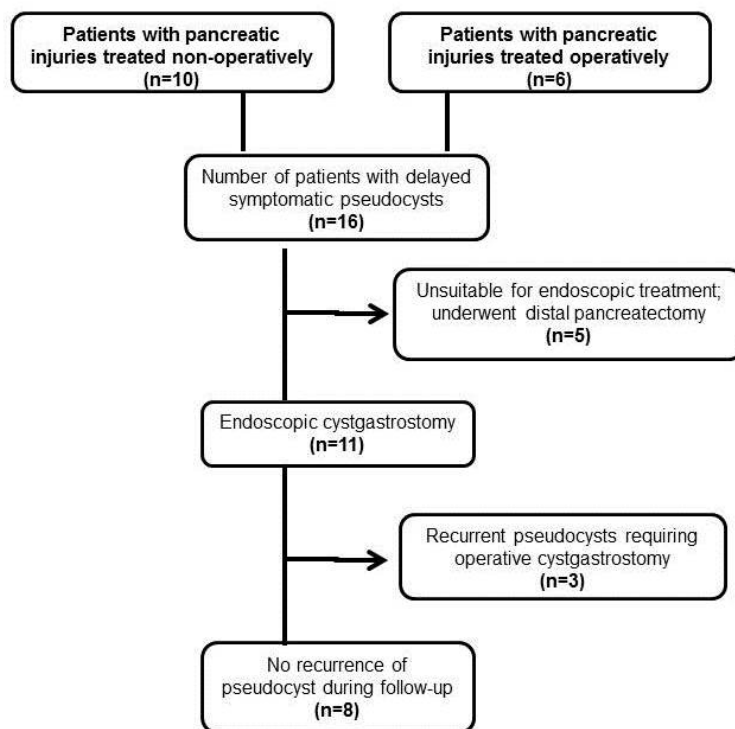 Patients with pancreatic
injuries treated non-operatively
(n=10)
Patients with pancreatic
injuries treated operatively
(n=6)
Number of patients with delayed
symptomatic pseudocysts
(n=16)
Unsuitable for endoscopic treatment;
underwent distal pancreatectomy
(n=5)
Endoscopic cystgastrostomy
(n=11)
Recurrent pseudocysts requiring
operative cystgastrostomy
(n=3)
No recurrence of
pseudocyst during follow-up
(n=8)